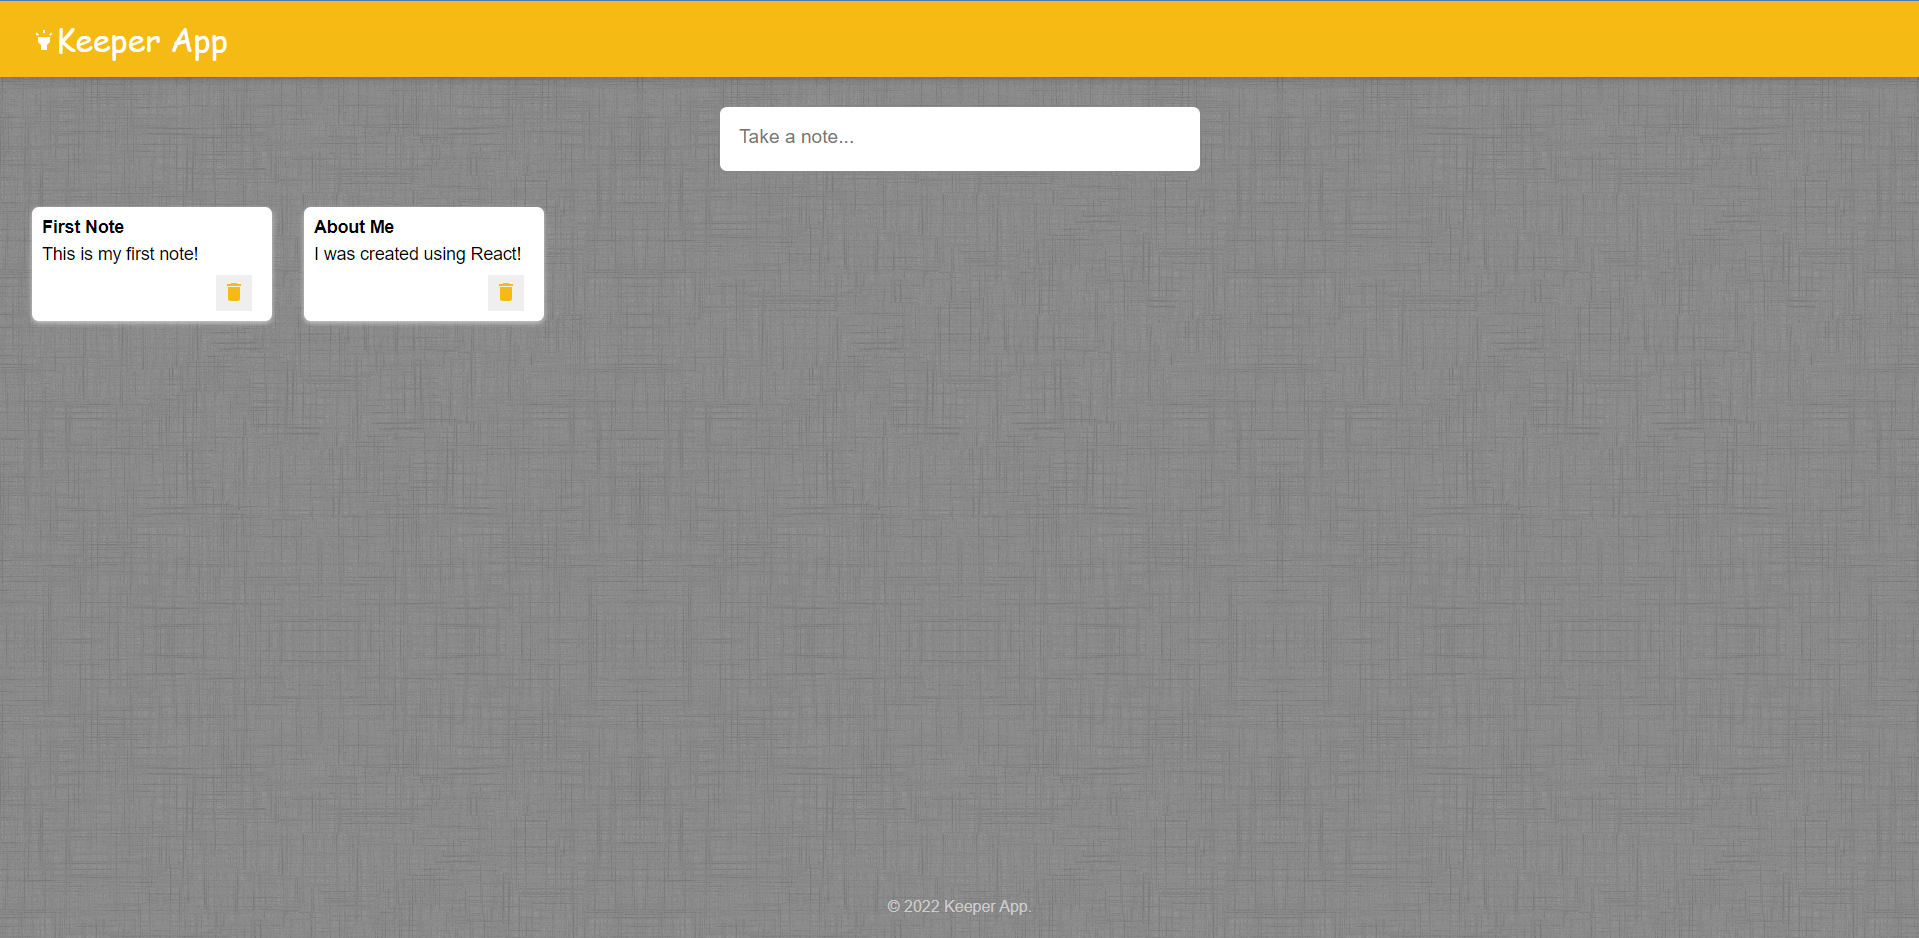 Keeper App
Take a note...
First Note
This is my first note!
About Me
I was created using React!
© 2022 Keeper App.